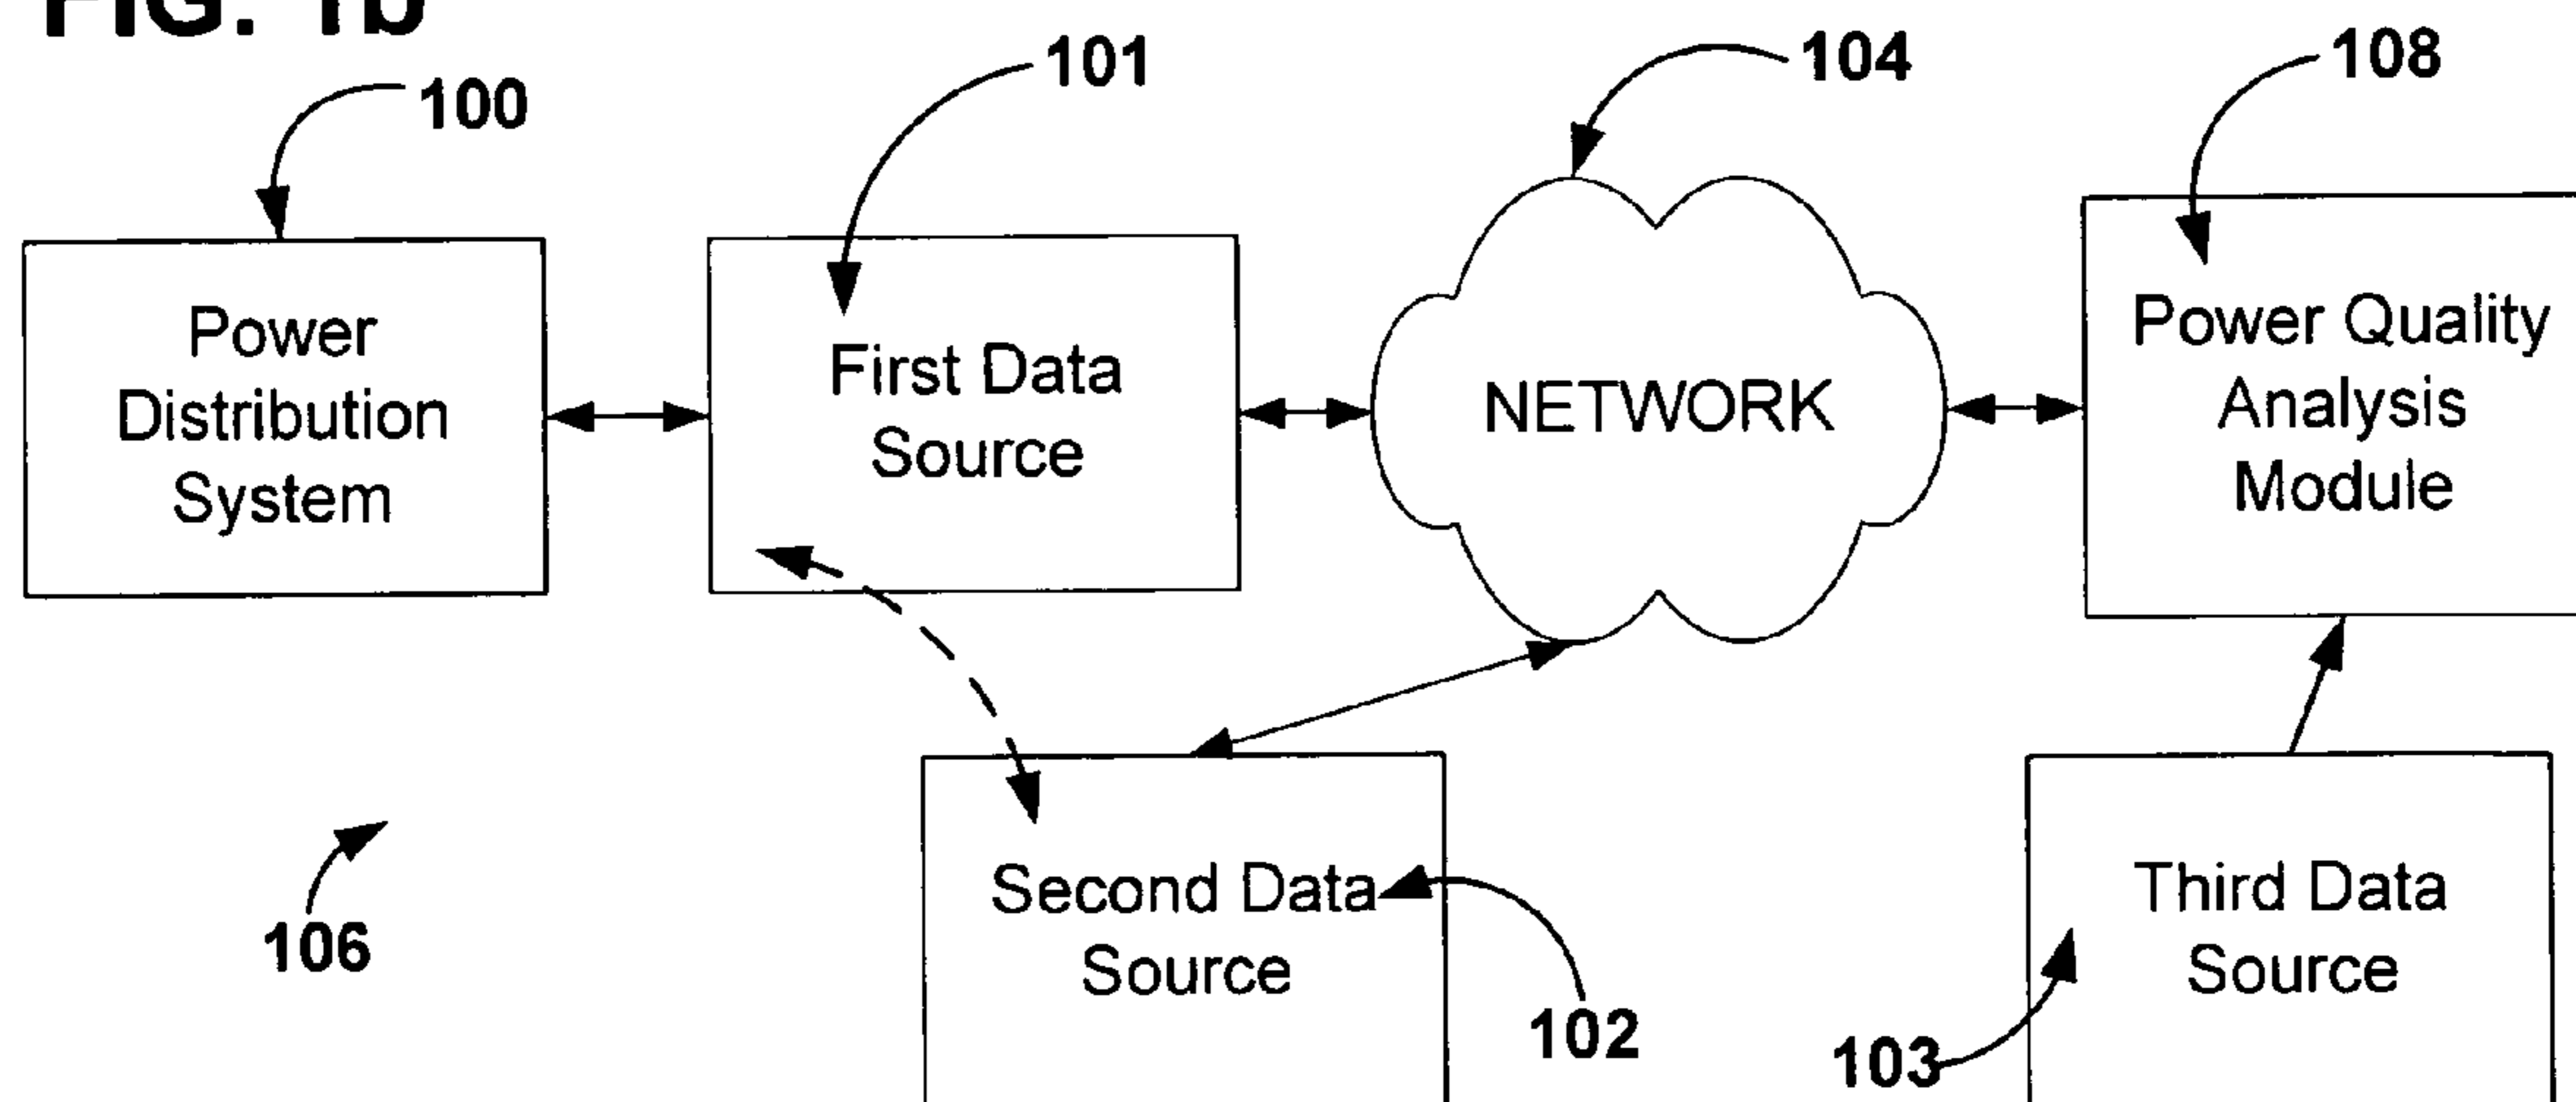 FIG. 1b
101
104
108
100
Power
Distribution
System
First Data
Source
NETWORK
Power Quality
Analysis
Module
Second Data
Source
Third Data
Source
106
102
103